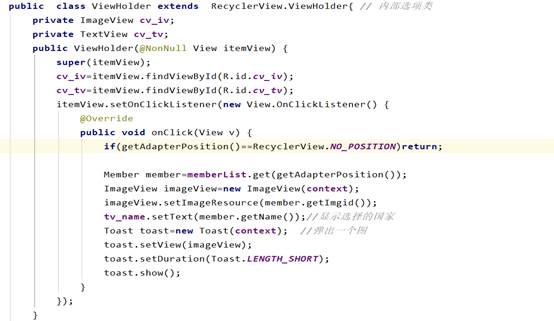 public  class ViewHolder extends  RecyclerView.ViewHolder{ // 内部选项类
    private ImageView cv_iv;
    private TextView cv_tv;
    public ViewHolder(@NonNull View itemView) {
        super(itemView);
        cv_iv=itemView.findViewById(R.id.cv_iv);
        cv_tv=itemView.findViewById(R.id.cv_tv);
        itemView.setOnClickListener(new View.OnClickListener() {
            @Override
            public void onClick(View v) {
                if(getAdapterPosition()==RecyclerView.NO_POSITION)return;
                Member member=memberList.get(getAdapterPosition());
                ImageView imageView=new ImageView(context);
                imageView.setImageResource(member.getImgid());
                tv_name.setText(member.getName());//显示选择的国家
                Toast toast=new Toast(context);  //弹出一个图
                toast.setView(imageView);
                toast.setDuration(Toast.LENGTH_SHORT);
                toast.show();
            }
        });
    }